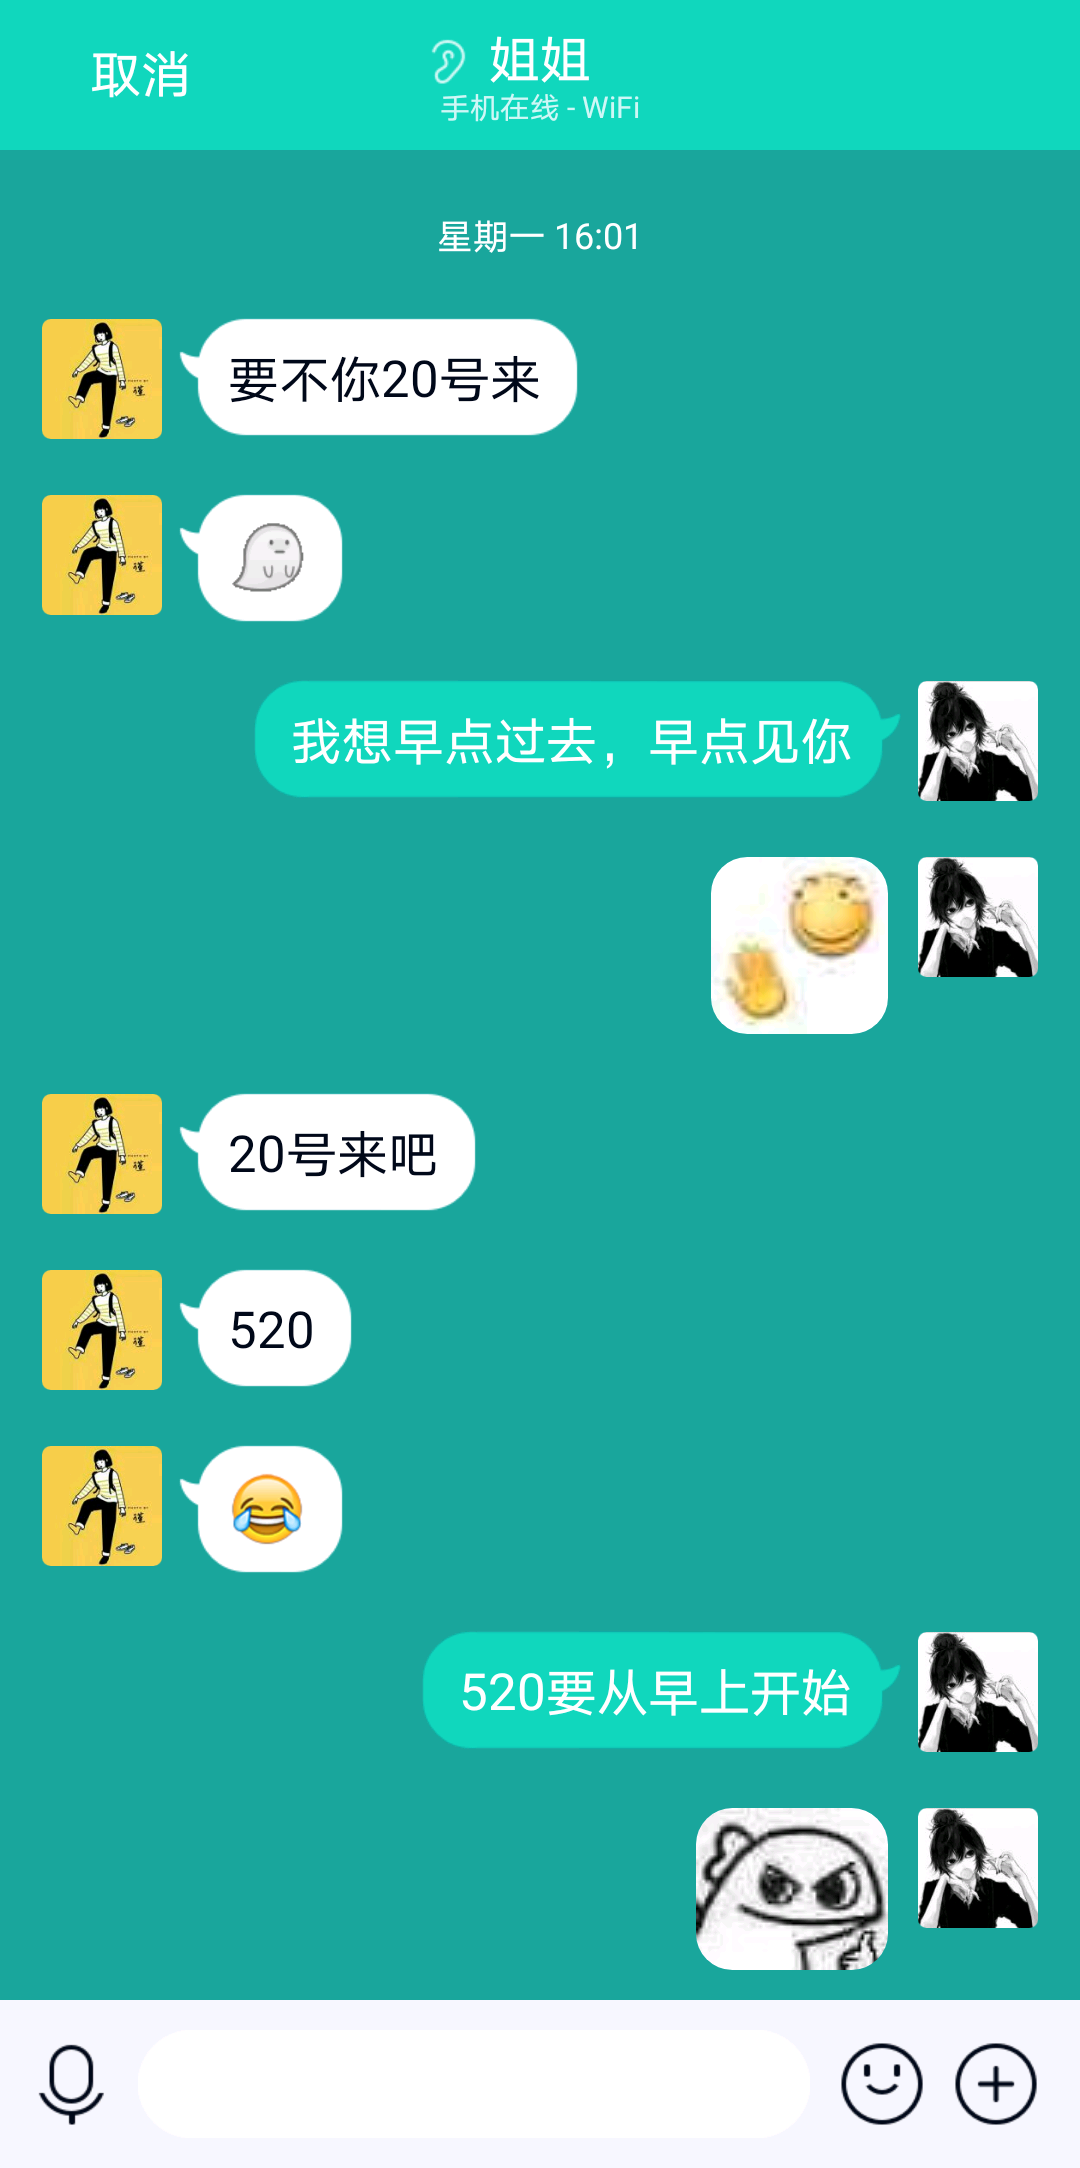 取消
姐姐
手机在线 - WiFi
星期一 16:01
要不你20号来
我想早点过去，早点见你
20号来吧
520
520要从早上开始